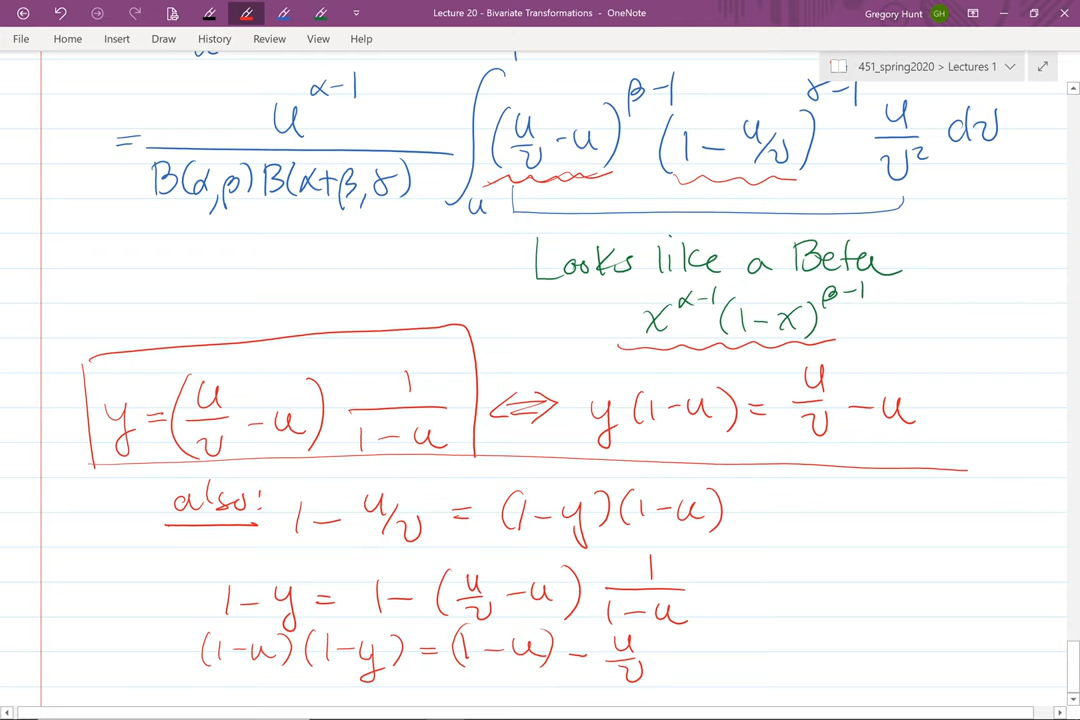 Lecture 20 - Bivariate Transformations - OneNote
Gregory Hunt GH
File Home Insert Draw History Review View Help
451_spring2020 > Lectures 1
= u^{α-1} / B(α,β)B(α+β,γ) ∫_u^1 (u/v - u)^{β-1} (1 - u/v)^{γ-1} u/v² dv
Looks like a Beta
x^{α-1}(1-x)^{β-1}
y = (u/v - u) 1/(1-u) ⟺ y(1-u) = u/v - u
also: 1 - u/v = (1-y)(1-u)
1-y = 1 - (u/v - u) 1/(1-u)
(1-u)(1-y) = (1-u) - u/v